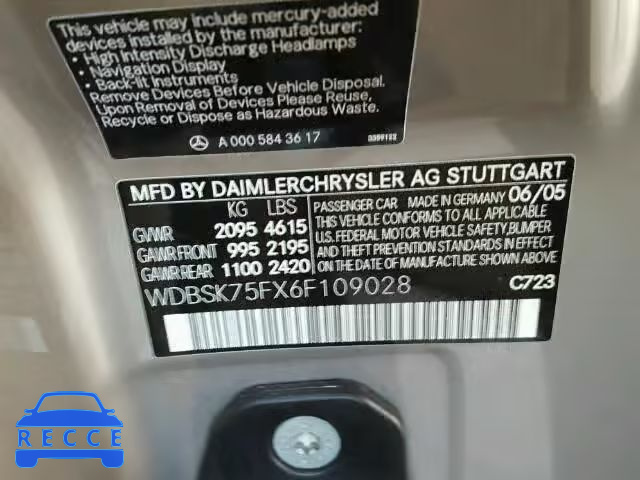 This vehicle may include mercury-added
devices installed by the manufacturer:
• High Intensity Discharge Headlamps
• Navigation Display
• Back-lit Instruments
Remove Devices Before Vehicle Disposal.
Upon Removal of Devices Please Reuse,
Recycle or Dispose as Hazardous Waste.
A 000 584 36 17
MFD BY DAIMLERCHRYSLER AG STUTTGART
KG LBS
GVWR 2095 4615
GAWR FRONT 995 2195
GAWR REAR 1100 2420
PASSENGER CAR MADE IN GERMANY 06/05
THIS VEHICLE CONFORMS TO ALL APPLICABLE
U.S. FEDERAL MOTOR VEHICLE SAFETY, BUMPER
AND THEFT PREVENTION STANDARDS IN EFFECT
ON THE DATE OF MANUFACTURE SHOWN ABOVE.
WDBSK75FX6F109028
C723
RECCE